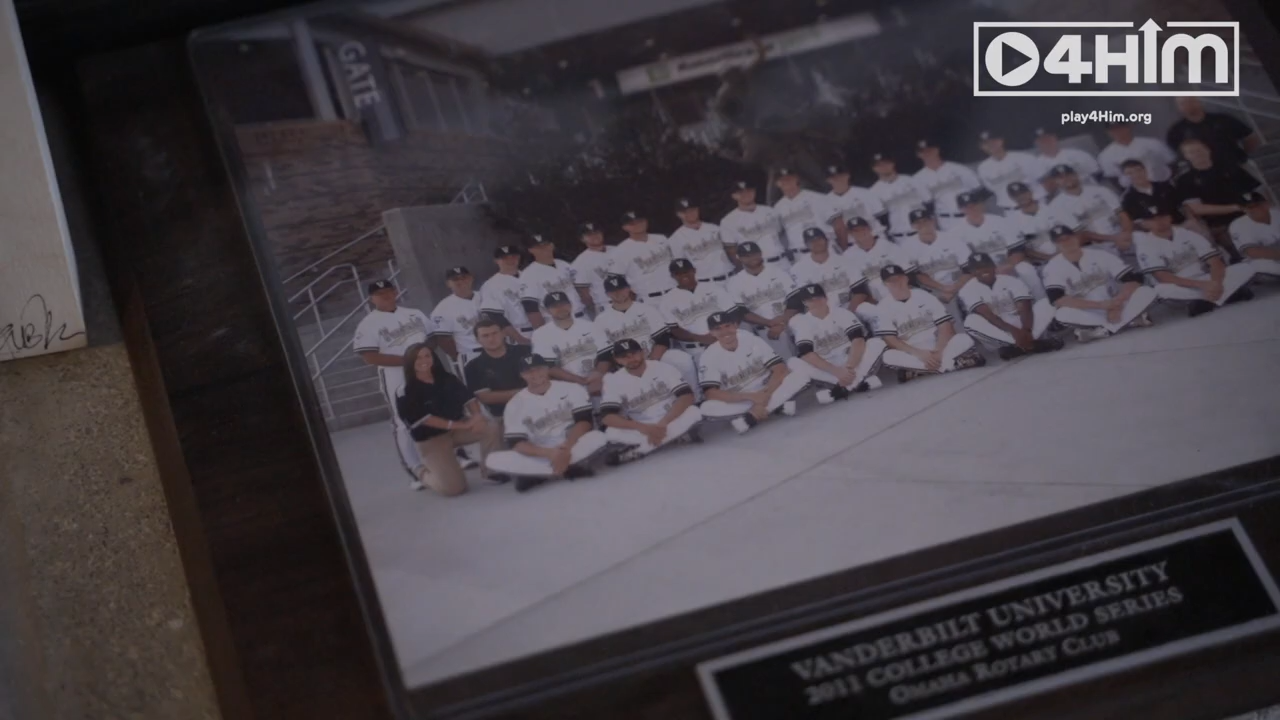 4HIM
play4Him.org
GATE
VANDERBILT UNIVERSITY
2011 COLLEGE WORLD SERIES
OMAHA ROTARY CLUB